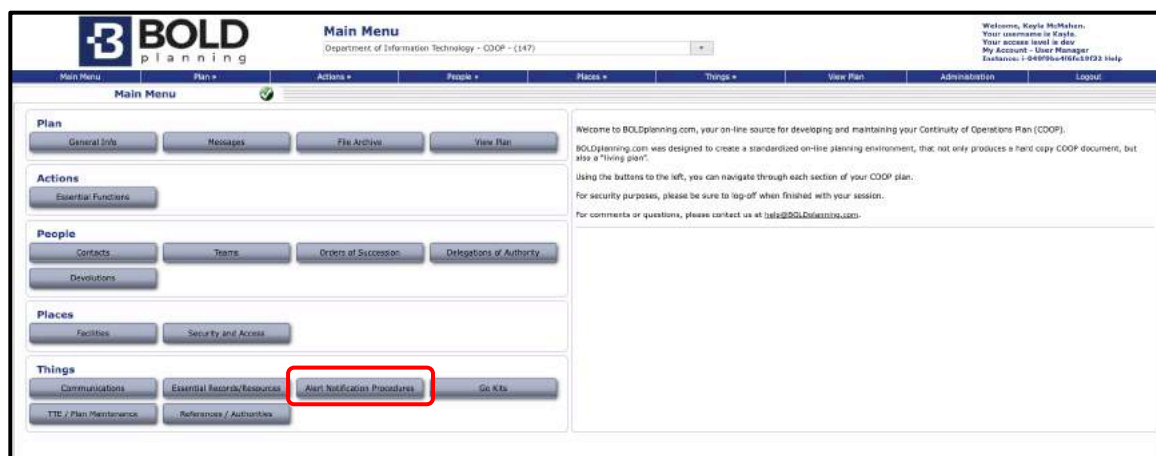 BOLD
planning
Main Menu
Department of Information Technology - COOP - (147)
Welcome, Kayla McMahen.
Your username is Kayla.
Your access level is dev
My Account - User Manager
Help
Main Menu
Plan
Actions
People
Places
Things
View Plan
Administration
Logout
Main Menu
Plan
General Info
Messages
File Archive
View Plan
Actions
Essential Functions
People
Contacts
Teams
Orders of Succession
Delegations of Authority
Devolutions
Places
Facilities
Security and Access
Things
Communications
Essential Records/Resources
Alert Notification Procedures
Go Kits
TTE / Plan Maintenance
References / Authorities
Welcome to BOLDplanning.com, your on-line source for developing and maintaining your Continuity of Operations Plan (COOP).
BOLDplanning.com was designed to create a standardized on-line planning environment, that not only produces a hard copy COOP document, but
also a "living plan".
Using the buttons to the left, you can navigate through each section of your COOP plan.
For security purposes, please be sure to log-off when finished with your session.
For comments or questions, please contact us at help@BOLDplanning.com.